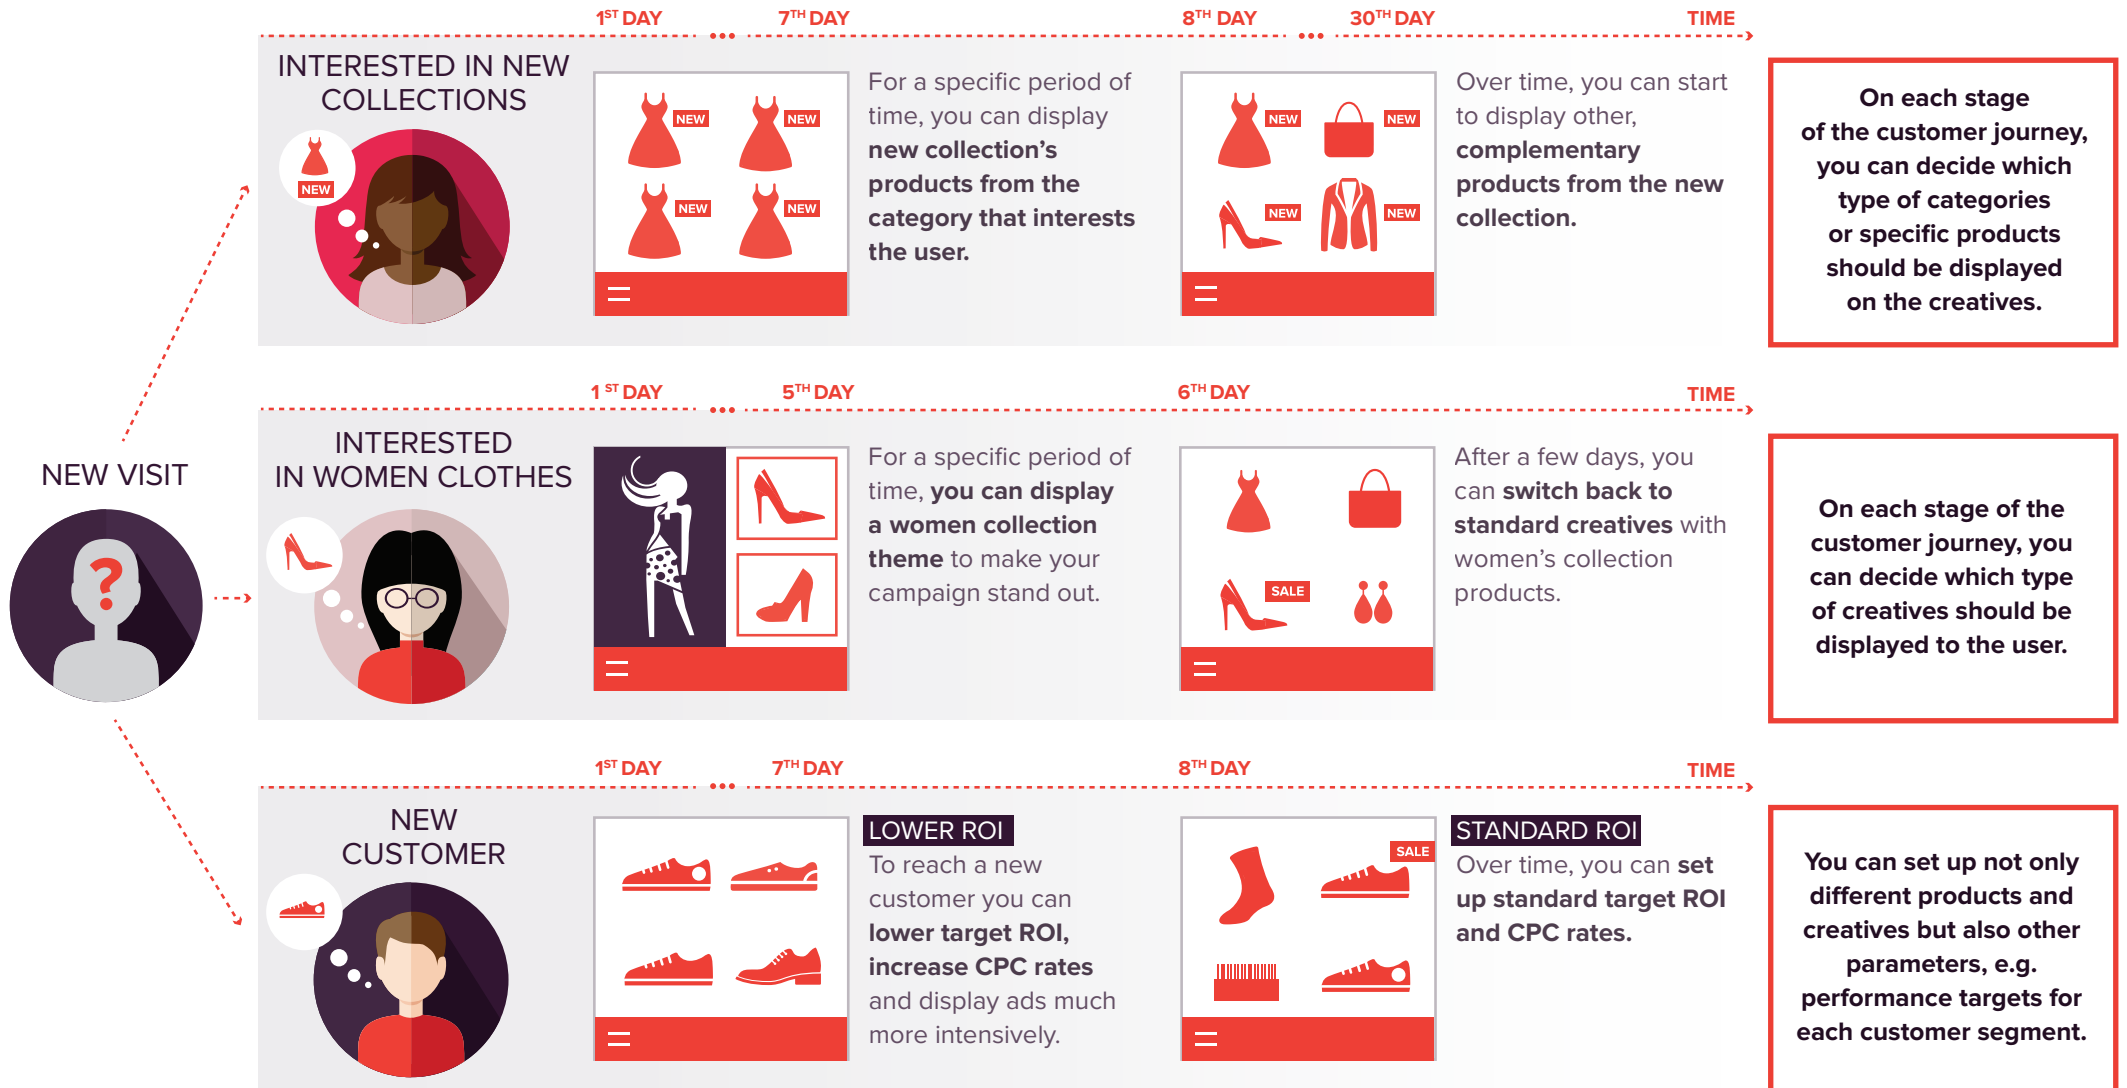 1ST DAY
7TH DAY
8TH DAY
30TH DAY
TIME
INTERESTED IN NEW
COLLECTIONS
NEW
NEW
NEW
NEW
NEW
For a specific period of
time, you can display
new collection's
products from the
category that interests
the user.
NEW
NEW
NEW
NEW
Over time, you can start
to display other,
complementary
products from the new
collection.
On each stage
of the customer journey,
you can decide which
type of categories
or specific products
should be displayed
on the creatives.
NEW VISIT
?
1 ST DAY
5TH DAY
6TH DAY
TIME
INTERESTED
IN WOMEN CLOTHES
For a specific period of
time, you can display
a women collection
theme to make your
campaign stand out.
SALE
After a few days, you
can switch back to
standard creatives with
women's collection
products.
On each stage of the
customer journey, you
can decide which type
of creatives should be
displayed to the user.
1ST DAY
7TH DAY
8TH DAY
TIME
NEW
CUSTOMER
LOWER ROI
To reach a new
customer you can
lower target ROI,
increase CPC rates
and display ads much
more intensively.
SALE
STANDARD ROI
Over time, you can set
up standard target ROI
and CPC rates.
You can set up not only
different products and
creatives but also other
parameters, e.g.
performance targets for
each customer segment.